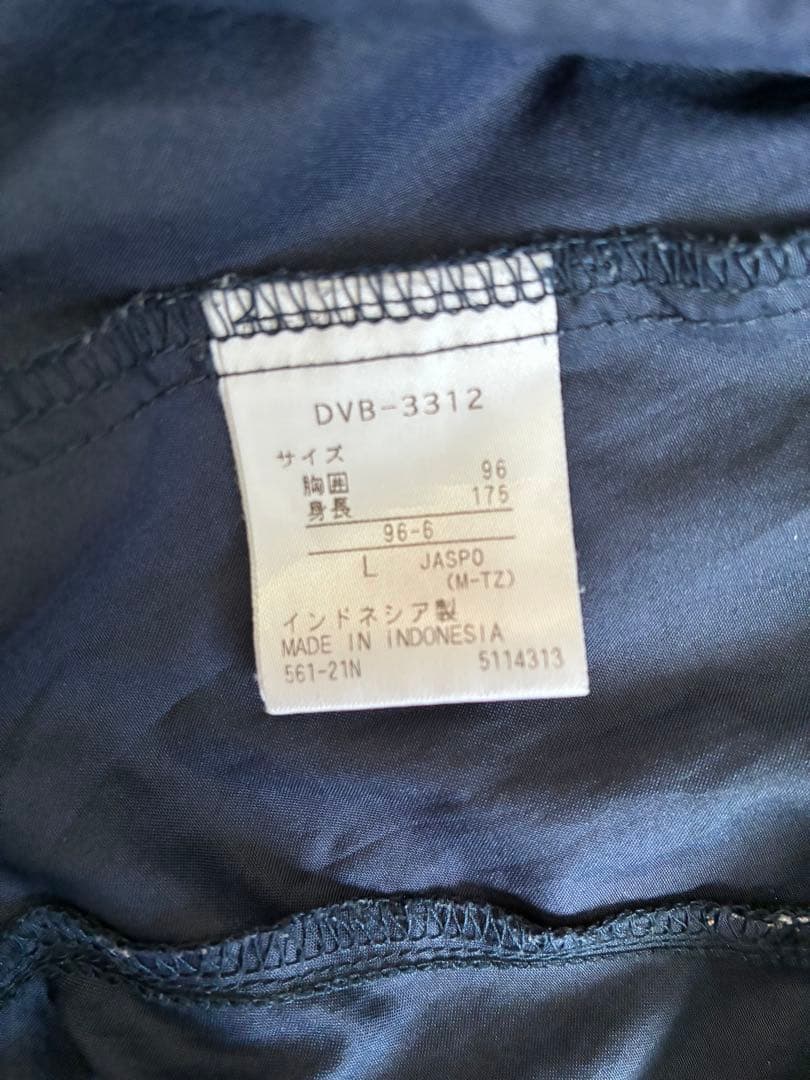 DVB-3312
サイズ
胸囲 96
身長 175
96-6
L JASPO
(M-TZ)
インドネシア製
MADE IN INDONESIA
561-21N 5114313